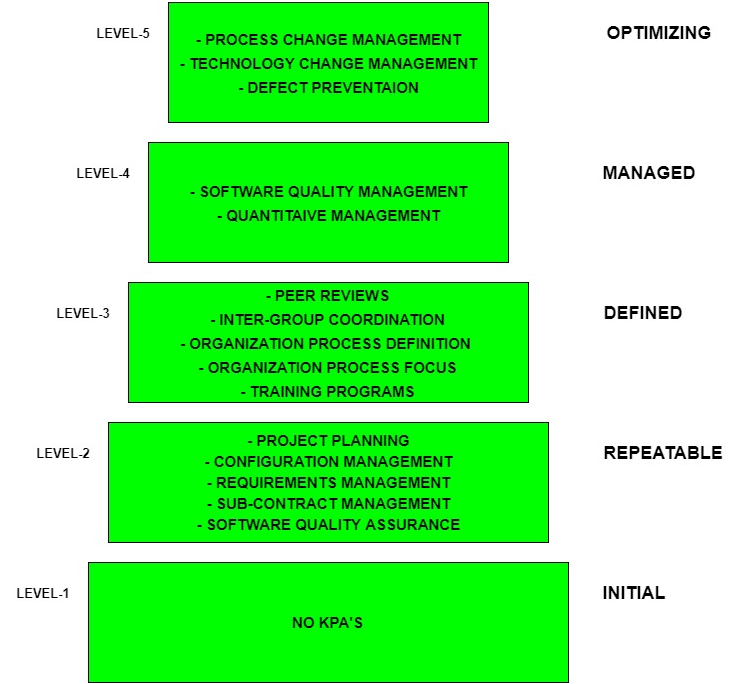 LEVEL-5
OPTIMIZING
- PROCESS CHANGE MANAGEMENT
- TECHNOLOGY CHANGE MANAGEMENT
- DEFECT PREVENTAION
LEVEL-4
MANAGED
- SOFTWARE QUALITY MANAGEMENT
- QUANTITAIVE MANAGEMENT
LEVEL-3
DEFINED
- PEER REVIEWS
- INTER-GROUP COORDINATION
- ORGANIZATION PROCESS DEFINITION
- ORGANIZATION PROCESS FOCUS
- TRAINING PROGRAMS
LEVEL-2
REPEATABLE
- PROJECT PLANNING
- CONFIGURATION MANAGEMENT
- REQUIREMENTS MANAGEMENT
- SUB-CONTRACT MANAGEMENT
- SOFTWARE QUALITY ASSURANCE
LEVEL-1
INITIAL
NO KPA'S